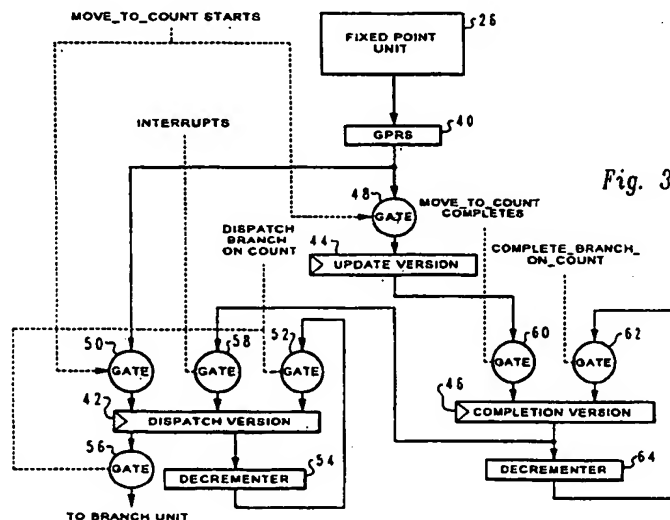 MOVE_TO_COUNT STARTS
FIXED POINT
UNIT
26
INTERRUPTS
GPRS
40
Fig. 3
48
GATE
MOVE_TO_COUNT
COMPLETES
DISPATCH
BRANCH
ON COUNT
44
UPDATE VERSION
COMPLETE_BRANCH_
ON_COUNT
50
GATE
58
GATE
52
GATE
60
GATE
62
GATE
42
DISPATCH VERSION
46
COMPLETION VERSION
56
GATE
DECREMENTER
54
DECREMENTER
64
TO BRANCH UNIT